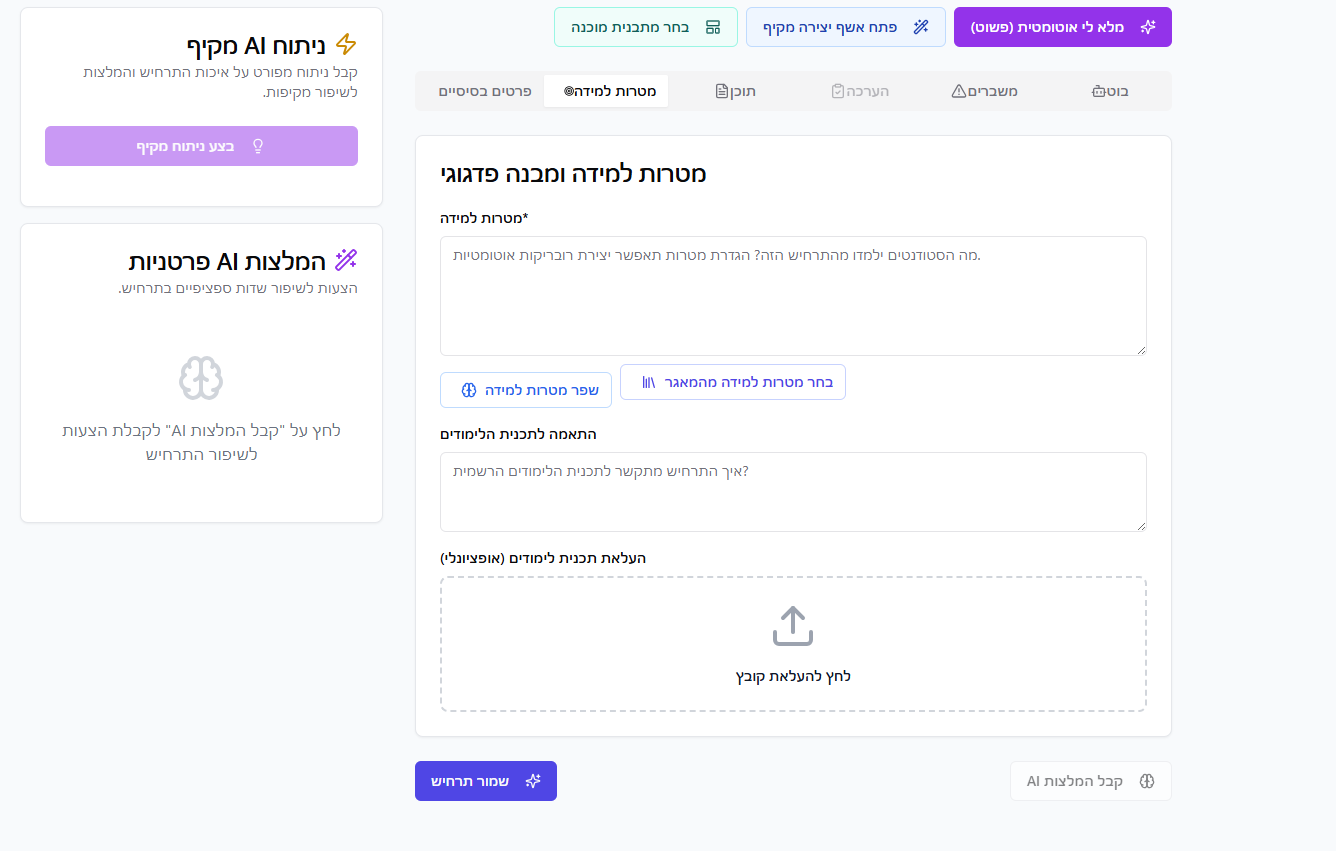 מלא לי אוטומטית (פשוט)
פתח אשף יצירה מקיף
בחר מתבנית מוכנה
פרטים בסיסיים
מטרות למידה
תוכן
הערכה
משברים
בוט
מטרות למידה ומבנה פדגוגי
מטרות למידה*
מה הסטודנטים ילמדו מהתרחיש הזה? הגדרת מטרות תאפשר יצירת רובריקות אוטומטיות.
בחר מטרות למידה מהמאגר
שפר מטרות למידה
התאמה לתכנית הלימודים
איך התרחיש מתקשר לתכנית הלימודים הרשמית?
העלאת תכנית לימודים (אופציונלי)
לחץ להעלאת קובץ
קבל המלצות AI
שמור תרחיש
ניתוח AI מקיף
קבל ניתוח מפורט על איכות התרחיש והמלצות
לשיפור מקיפות.
בצע ניתוח מקיף
המלצות AI פרטניות
הצעות לשיפור שדות ספציפיים בתרחיש.
לחץ על "קבל המלצות AI" לקבלת הצעות
לשיפור התרחיש